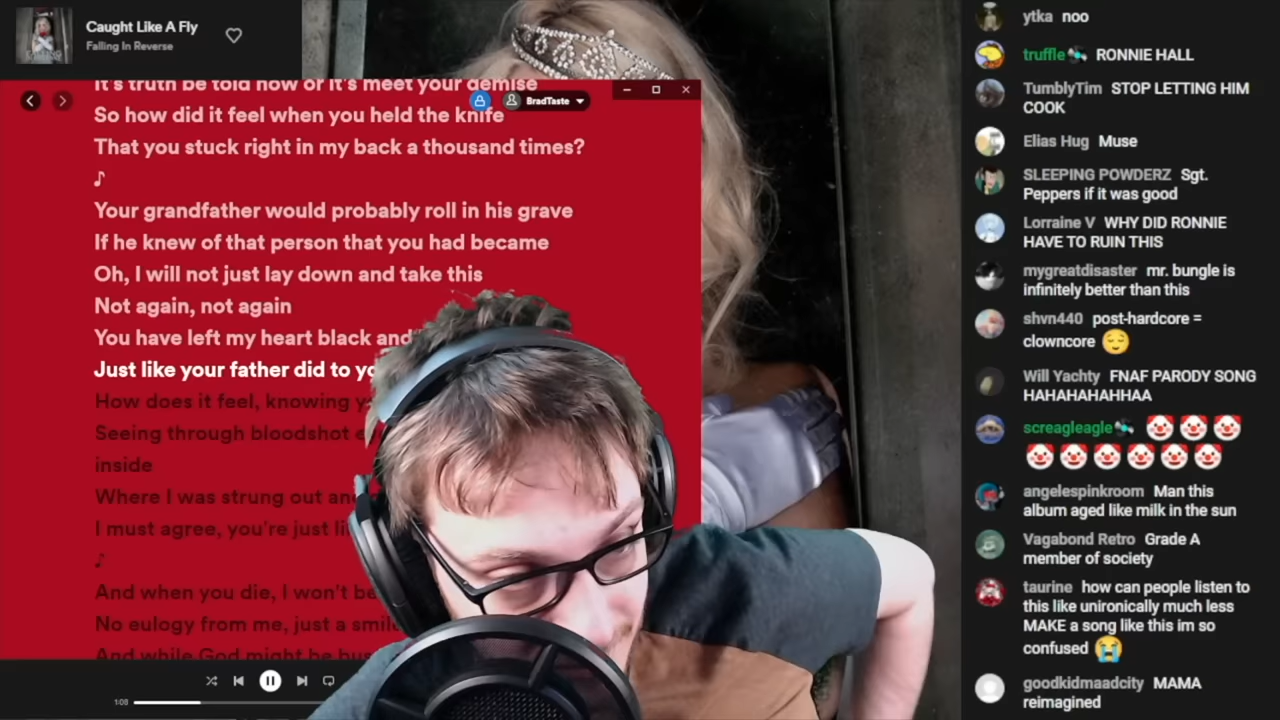 Caught Like A Fly
Falling In Reverse
It's truth be told now or it's meet your demise
BradTaste
So how did it feel when you held the knife
That you stuck right in my back a thousand times?
Your grandfather would probably roll in his grave
If he knew of that person that you had became
Oh, I will not just lay down and take this
Not again, not again
You have left my heart black and
Just like your father did to yo
How does it feel, knowing y
Seeing through bloodshot e
inside
Where I was strung out an
I must agree, you're just li
And when you die, I won't be
No eulogy from me, just a smil
And while God might be bus
1:08
ytka noo
truffle RONNIE HALL
TumblyTim STOP LETTING HIM
COOK
Elias Hug Muse
SLEEPING POWDERZ Sgt.
Peppers if it was good
Lorraine V WHY DID RONNIE
HAVE TO RUIN THIS
mygreatdisaster mr. bungle is
infinitely better than this
shvn440 post-hardcore =
clowncore 😌
Will Yachty FNAF PARODY SONG
HAHAHAHAHHAA
screagleagle 🤡🤡🤡
🤡🤡🤡🤡🤡🤡
angelespinkroom Man this
album aged like milk in the sun
Vagabond Retro Grade A
member of society
taurine how can people listen to
this like unironically much less
MAKE a song like this im so
confused 😭
goodkidmaadcity MAMA
reimagined